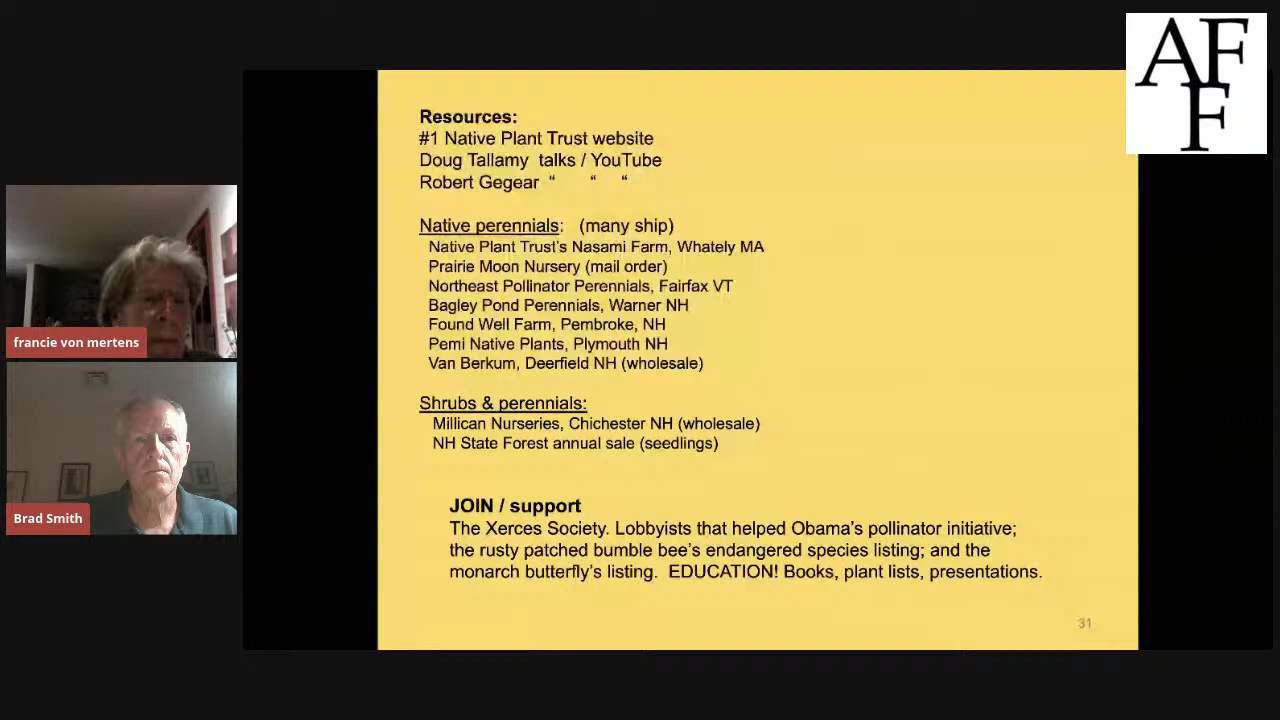 AFF
Resources:
#1 Native Plant Trust website
Doug Tallamy talks / YouTube
Robert Gegear “ “ “
Native perennials: (many ship)
Native Plant Trust’s Nasami Farm, Whately MA
Prairie Moon Nursery (mail order)
Northeast Pollinator Perennials, Fairfax VT
Bagley Pond Perennials, Warner NH
Found Well Farm, Pembroke, NH
Pemi Native Plants, Plymouth NH
Van Berkum, Deerfield NH (wholesale)
Shrubs & perennials:
Millican Nurseries, Chichester NH (wholesale)
NH State Forest annual sale (seedlings)
JOIN / support
The Xerces Society. Lobbyists that helped Obama’s pollinator initiative;
the rusty patched bumble bee’s endangered species listing; and the
monarch butterfly’s listing. EDUCATION! Books, plant lists, presentations.
31
francie von mertens
Brad Smith